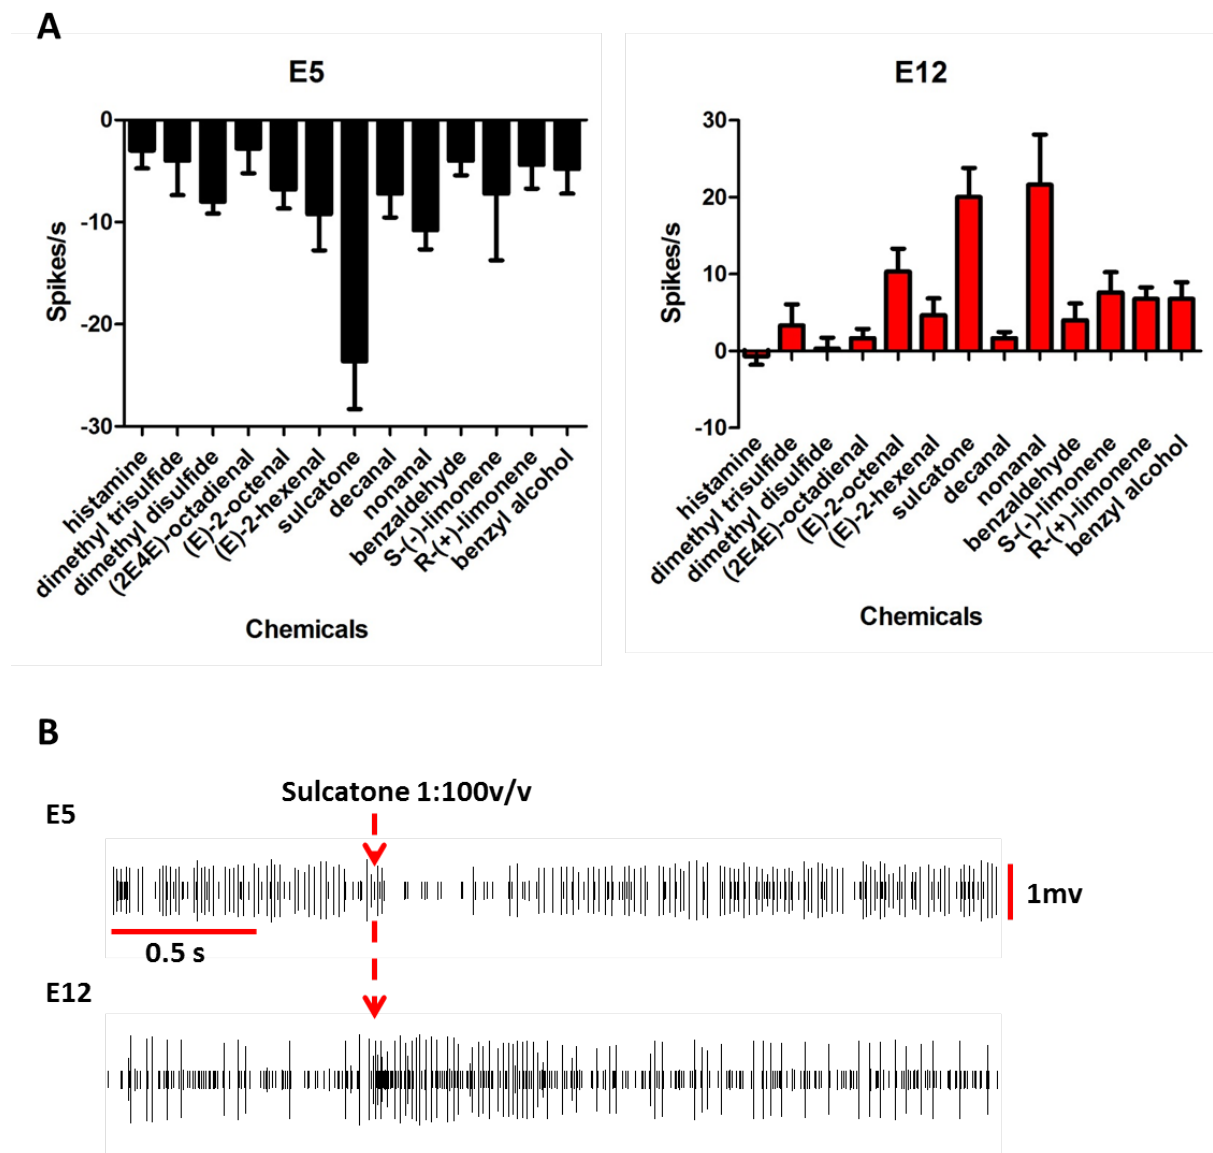 A
E5
0
-10
-20
-30
Spikes/s
histamine
dimethyl trisulfide
dimethyl disulfide
(2E4E)-octadienal
(E)-2-octenal
(E)-2-hexenal
sulcatone
decanal
nonanal
benzaldehyde
S-(-)-limonene
R-(+)-limonene
benzyl alcohol
Chemicals
E12
30
20
10
0
-10
Spikes/s
histamine
dimethyl trisulfide
dimethyl disulfide
(2E4E)-octadienal
(E)-2-octenal
(E)-2-hexenal
sulcatone
decanal
nonanal
benzaldehyde
S-(-)-limonene
R-(+)-limonene
benzyl alcohol
Chemicals
B
Sulcatone 1:100v/v
E5
1mv
0.5 s
E12